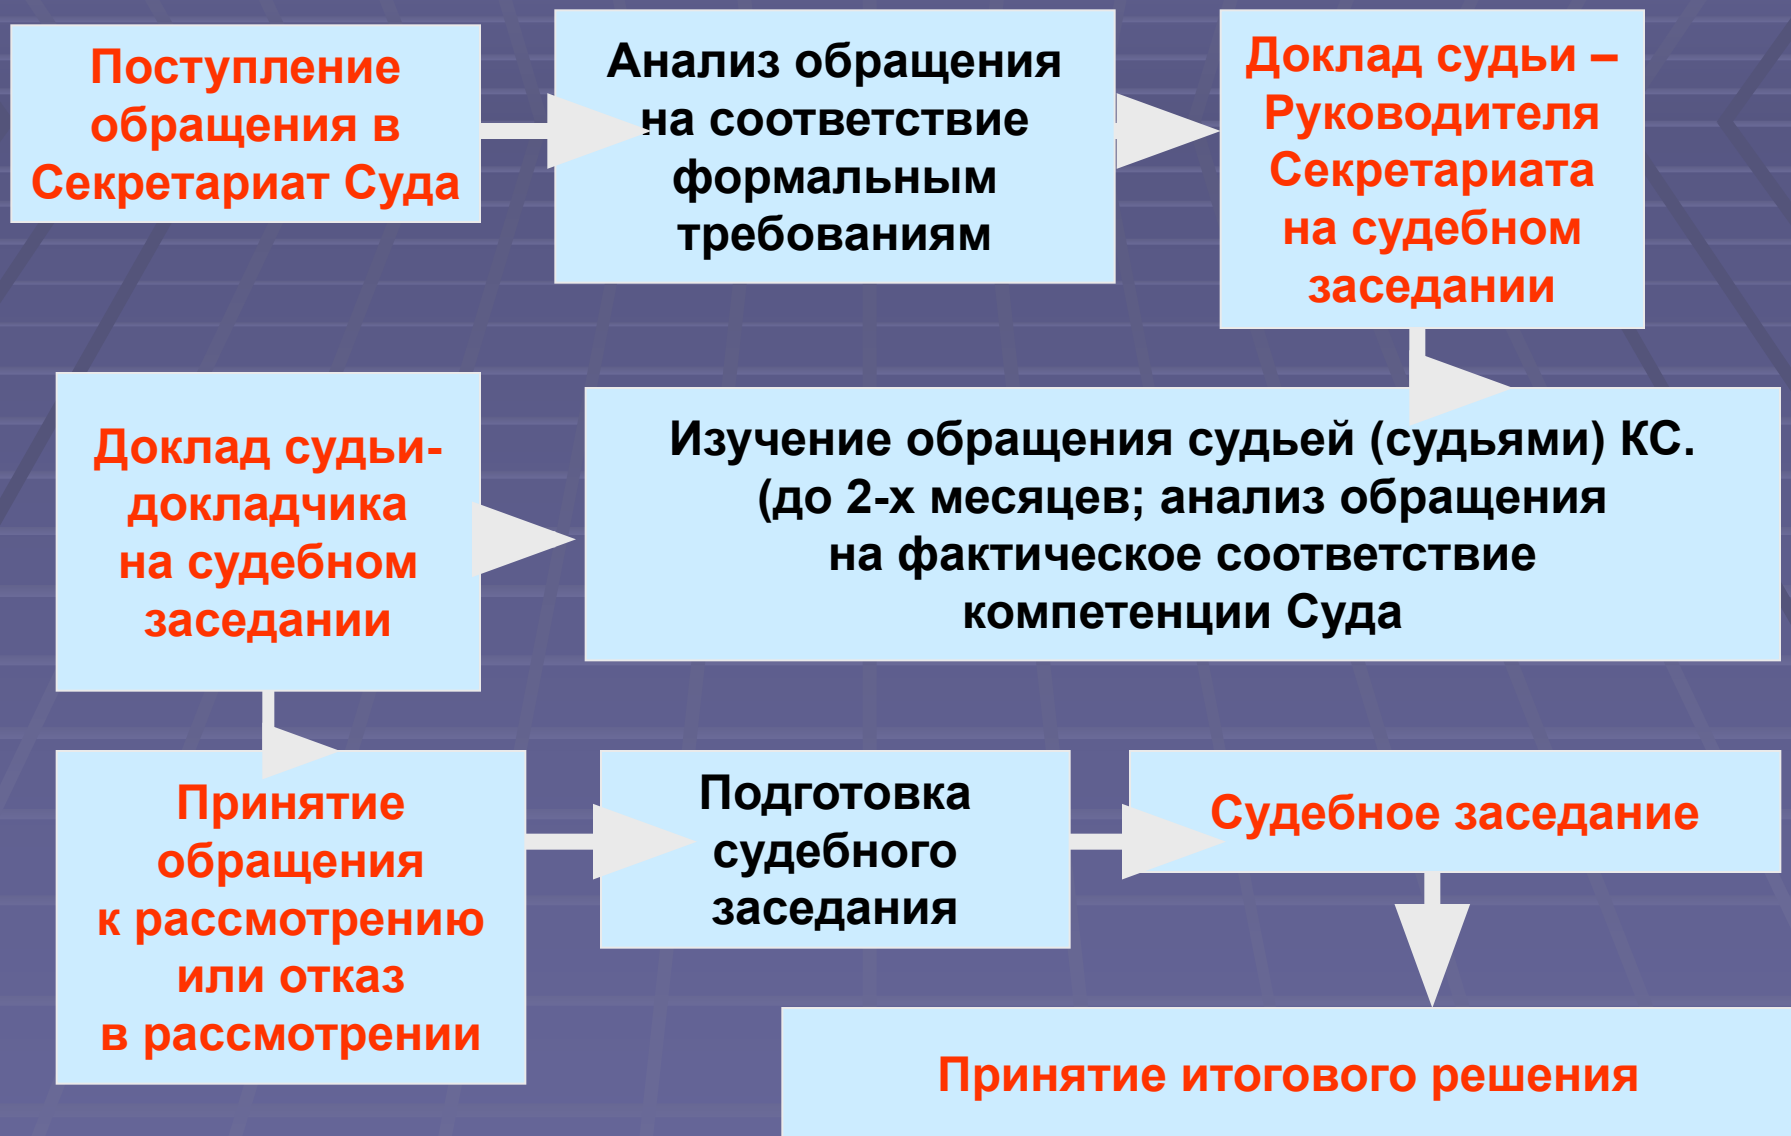 Поступление
обращения в
Секретариат Суда
Анализ обращения
на соответствие
формальным
требованиям
Доклад судьи –
Руководителя
Секретариата
на судебном
заседании
Изучение обращения судьей (судьями) КС.
(до 2-х месяцев; анализ обращения
на фактическое соответствие
компетенции Суда
Доклад судьи-
докладчика
на судебном
заседании
Принятие
обращения
к рассмотрению
или отказ
в рассмотрении
Подготовка
судебного
заседания
Судебное заседание
Принятие итогового решения